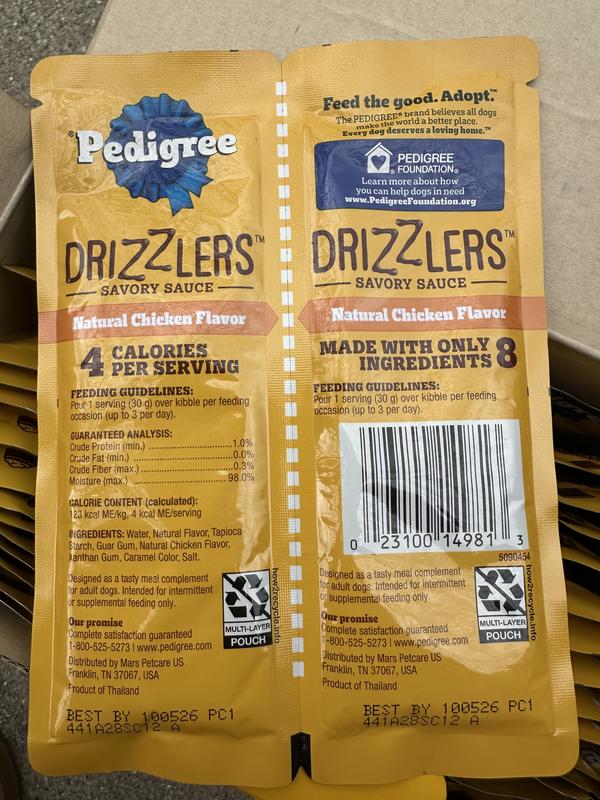 Pedigree®
DRIZZLERS™
SAVORY SAUCE
Natural Chicken Flavor
4 CALORIES
PER SERVING
FEEDING GUIDELINES:
Pour 1 serving (30 g) over kibble per feeding
occasion (up to 3 per day).
GUARANTEED ANALYSIS:
Crude Protein (min.) ................................ 1.0%
Crude Fat (min.) ................................ 0.0%
Crude Fiber (max.) ................................ 0.3%
Moisture (max.) ................................ 98.0%
CALORIE CONTENT (calculated):
123 kcal ME/kg, 4 kcal ME/serving
INGREDIENTS: Water, Natural Flavor, Tapioca
Starch, Guar Gum, Natural Chicken Flavor,
Xanthan Gum, Caramel Color, Salt.
Designed as a tasty meal complement
for adult dogs. Intended for intermittent
or supplemental feeding only.
Our promise
Complete satisfaction guaranteed
1-800-525-5273 | www.pedigree.com
Distributed by Mars Petcare US
Franklin, TN 37067, USA
Product of Thailand
how2recycle.info
MULTI-LAYER
POUCH
BEST BY 100526 PC1
441A28SC12 A
Feed the good. Adopt.™
The PEDIGREE® brand believes all dogs
make the world a better place.
Every dog deserves a loving home.™
PEDIGREE
FOUNDATION®
Learn more about how
you can help dogs in need
www.PedigreeFoundation.org
DRIZZLERS™
SAVORY SAUCE
Natural Chicken Flavor
MADE WITH ONLY 8
INGREDIENTS
FEEDING GUIDELINES:
Pour 1 serving (30 g) over kibble per feeding
occasion (up to 3 per day).
0 23100 14981 3
5090454
Designed as a tasty meal complement
for adult dogs. Intended for intermittent
or supplemental feeding only.
Our promise
Complete satisfaction guaranteed
1-800-525-5273 | www.pedigree.com
Distributed by Mars Petcare US
Franklin, TN 37067, USA
Product of Thailand
how2recycle.info
MULTI-LAYER
POUCH
BEST BY 100526 PC1
441A28SC12 A